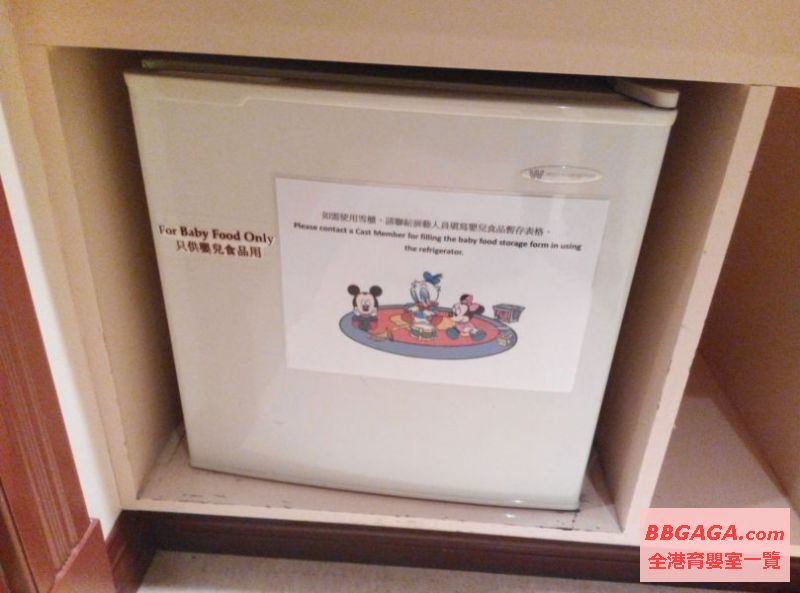 For Baby Food Only
只供嬰兒食品用
如需使用雪櫃，請聯絡演藝人員填寫嬰兒食品暫存表格。
Please contact a Cast Member for filling the baby food storage form in using
the refrigerator.
BBGAGA.com
全港育嬰室一覽